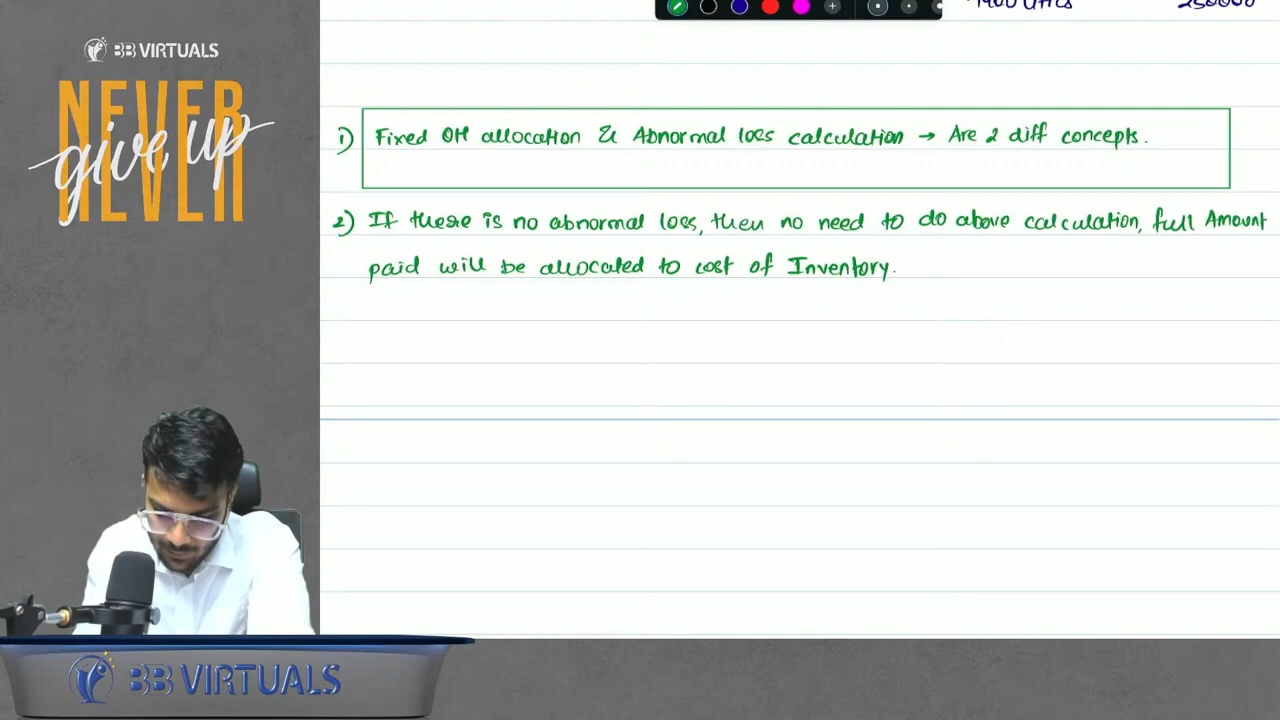 BB VIRTUALS
NEVER
give up
NEVER
250000
1) Fixed OH allocation & Abnormal loss calculation → Are 2 diff concepts.
2) If there is no abnormal loss, then no need to do above calculation, full Amount
paid will be allocated to cost of Inventory.
BB VIRTUALS